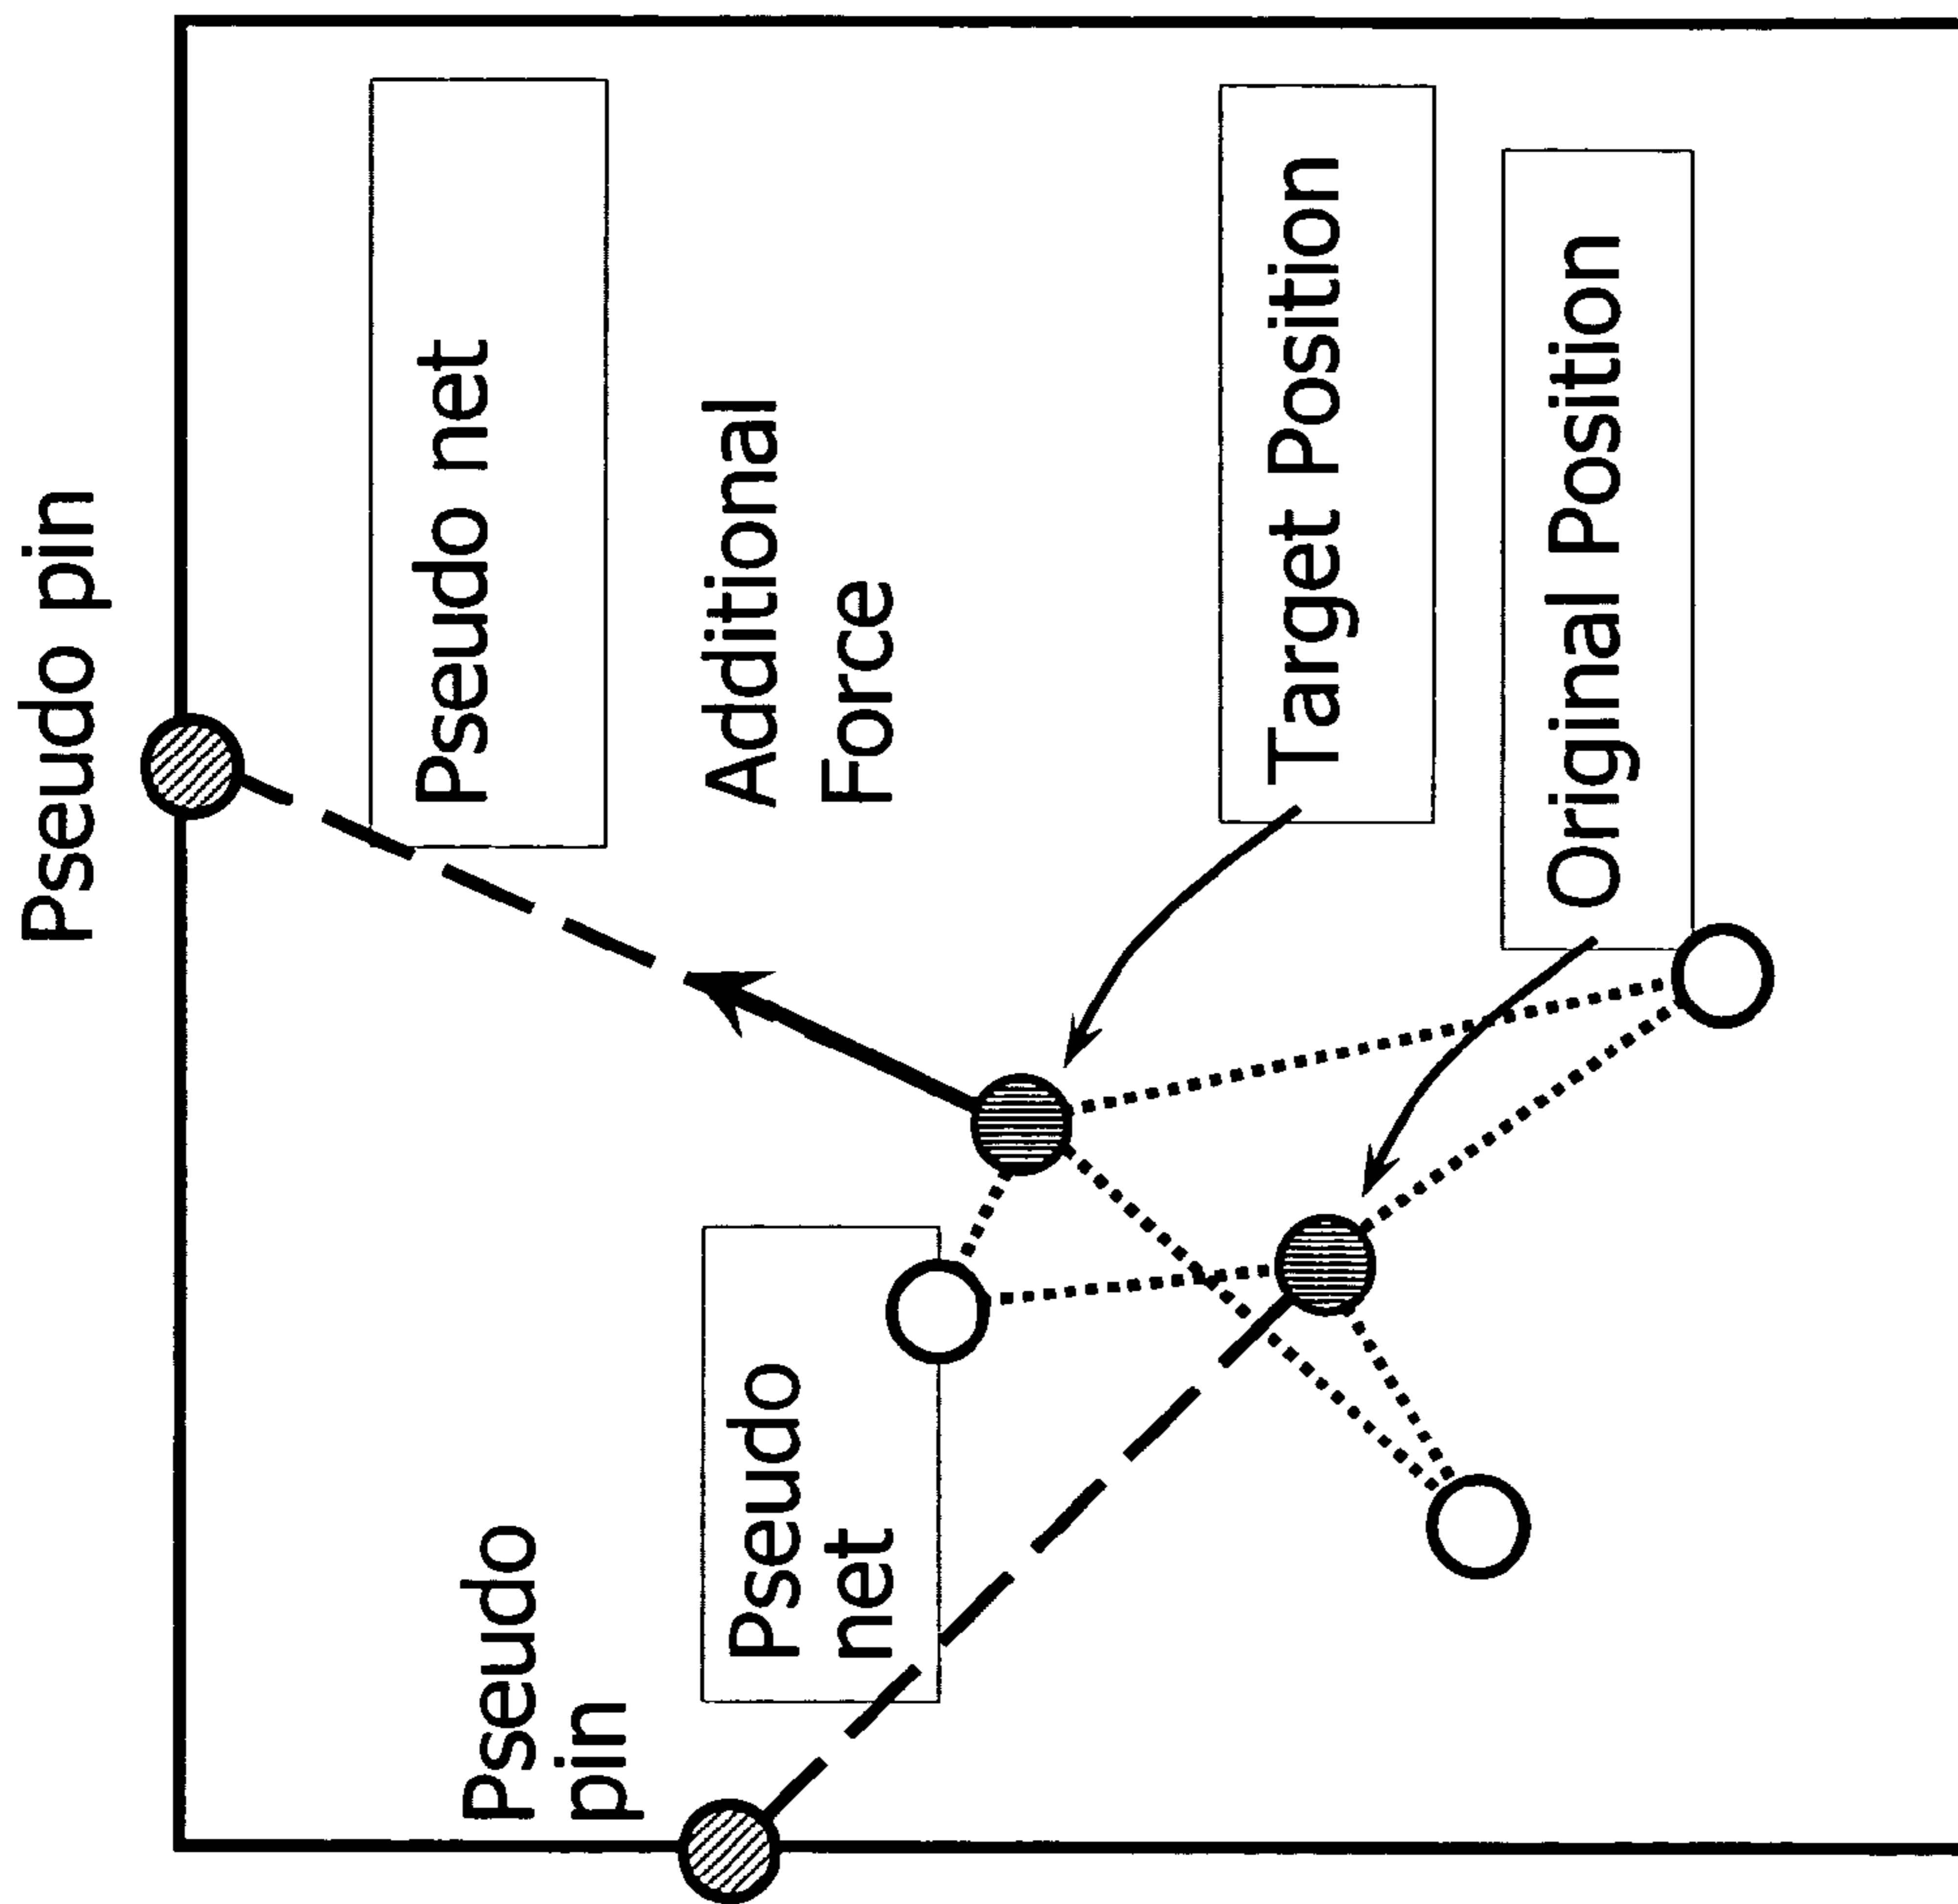 Pseudo pin
Pseudo net
Pseudo
pin
Pseudo
net
Additional
Force
Target Position
Original Position